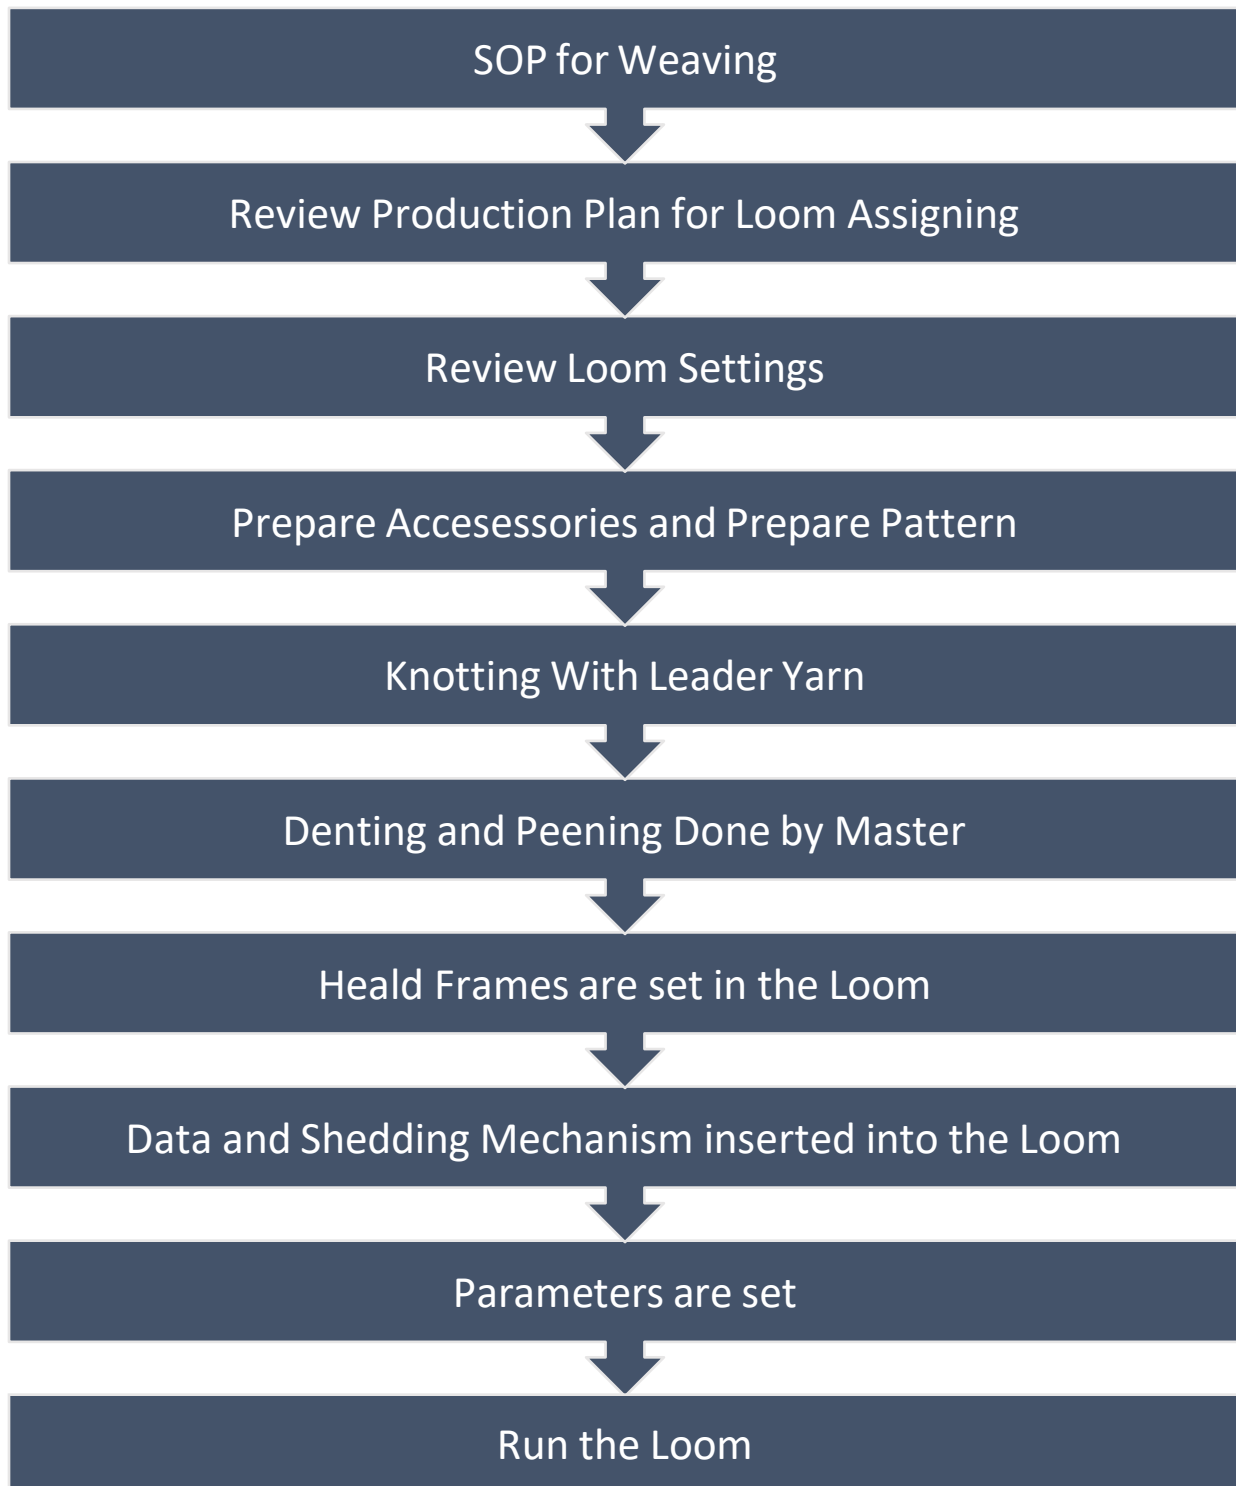 SOP for Weaving
Review Production Plan for Loom Assigning
Review Loom Settings
Prepare Accesessories and Prepare Pattern
Knotting With Leader Yarn
Denting and Peening Done by Master
Heald Frames are set in the Loom
Data and Shedding Mechanism inserted into the Loom
Parameters are set
Run the Loom